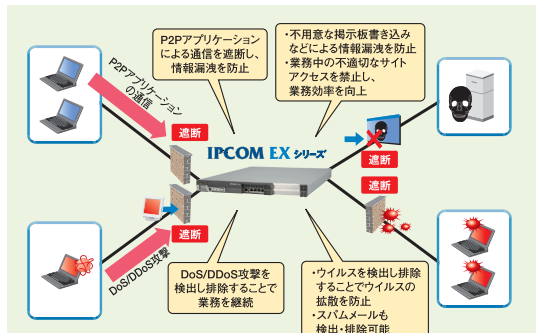 P2Pアプリケーション
による通信を遮断し、
情報漏洩を防止
・不用意な掲示板書き込み
などによる情報漏洩を防止
・業務中の不適切なサイト
アクセスを禁止し、
業務効率を向上
P2Pアプリケーション
の通信
遮断
IPCOM EX シリーズ
遮断
遮断
遮断
DoS/DDoS攻撃
DoS/DDoS攻撃を
検出し排除することで
業務を継続
・ウイルスを検出し排除
することでウイルスの
拡散を防止
・スパムメールも
検出・排除可能